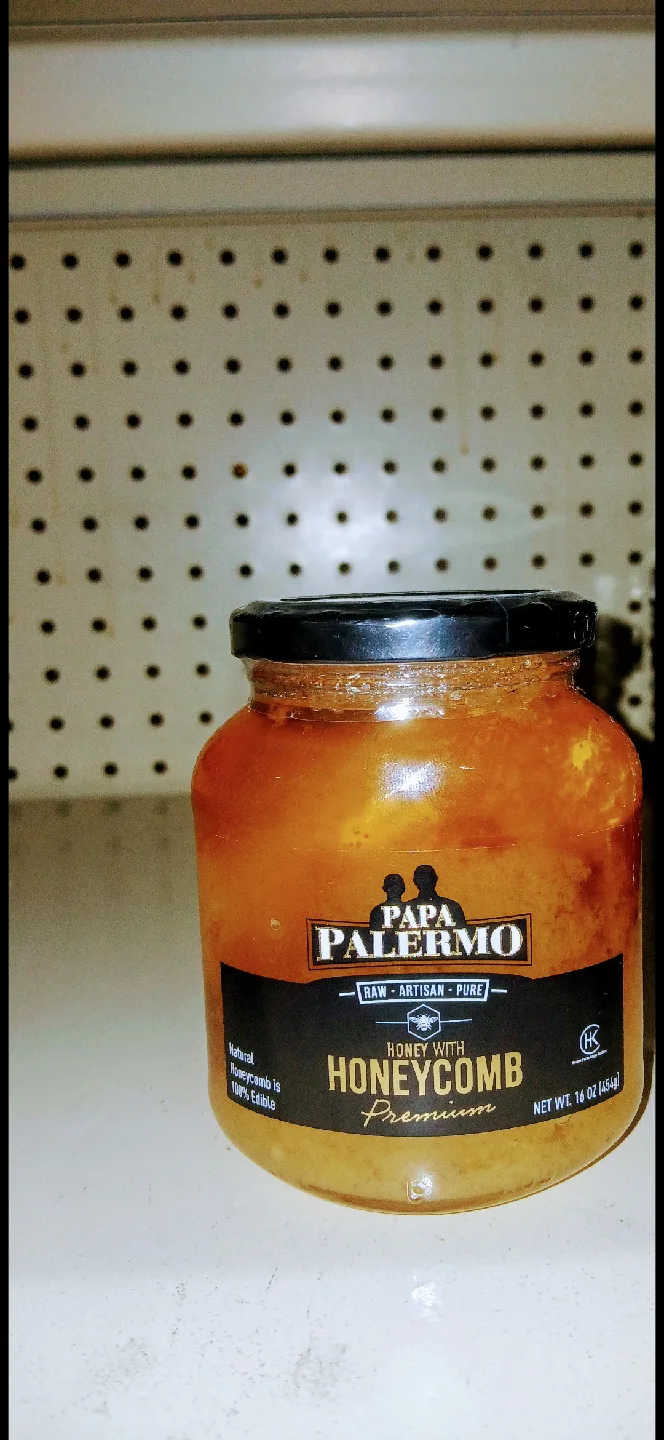 PAPA
PALERMO
RAW - ARTISAN - PURE
HONEY WITH
HONEYCOMB
Premium
Natural
Honeycomb is
100% Edible
HK
NET WT. 16 OZ (454g)